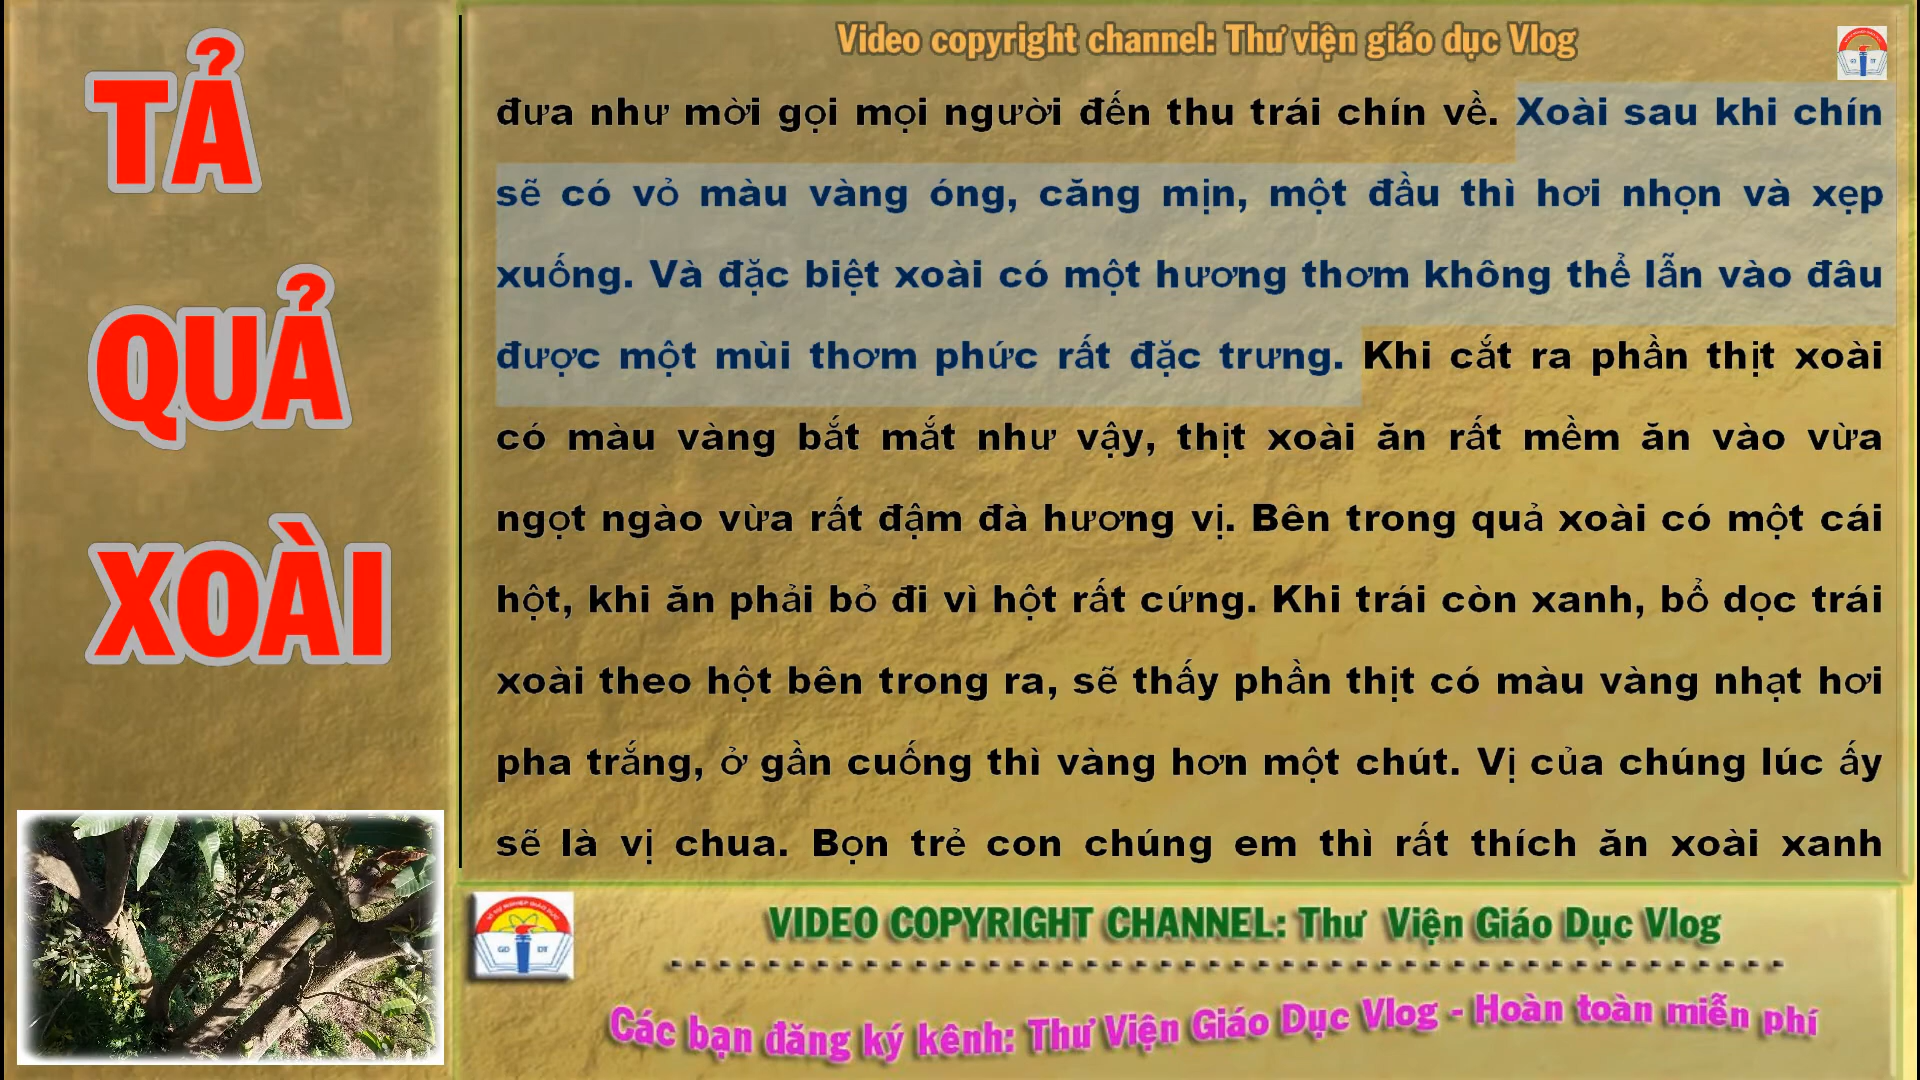 TẢ
QUẢ
XOÀI
Video copyright channel: Thư viện giáo dục Vlog
đưa như mời gọi mọi người đến thu trái chín về. Xoài sau khi chín
sẽ có vỏ màu vàng óng, căng mịn, một đầu thì hơi nhọn và xẹp
xuống. Và đặc biệt xoài có một hương thơm không thể lẫn vào đâu
được một mùi thơm phức rất đặc trưng. Khi cắt ra phần thịt xoài
có màu vàng bắt mắt như vậy, thịt xoài ăn rất mềm ăn vào vừa
ngọt ngào vừa rất đậm đà hương vị. Bên trong quả xoài có một cái
hột, khi ăn phải bỏ đi vì hột rất cứng. Khi trái còn xanh, bổ dọc trái
xoài theo hột bên trong ra, sẽ thấy phần thịt có màu vàng nhạt hơi
pha trắng, ở gần cuống thì vàng hơn một chút. Vị của chúng lúc ấy
sẽ là vị chua. Bọn trẻ con chúng em thì rất thích ăn xoài xanh
VÌ SỰ NGHIỆP GIÁO DỤC
GD ĐT
VIDEO COPYRIGHT CHANNEL: Thư Viện Giáo Dục Vlog
Các bạn đăng ký kênh: Thư Viện Giáo Dục Vlog - Hoàn toàn miễn phí